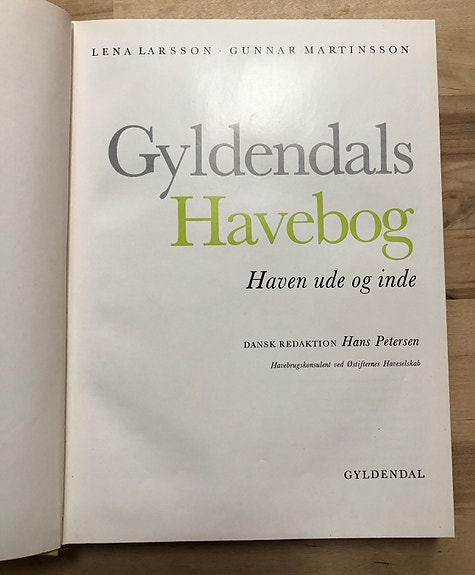 LENA LARSSON · GUNNAR MARTINSSON
Gyldendals
Havebog
Haven ude og inde
DANSK REDAKTION Hans Petersen
Havebrugskonsulent ved Østifternes Haveselskab
GYLDENDAL